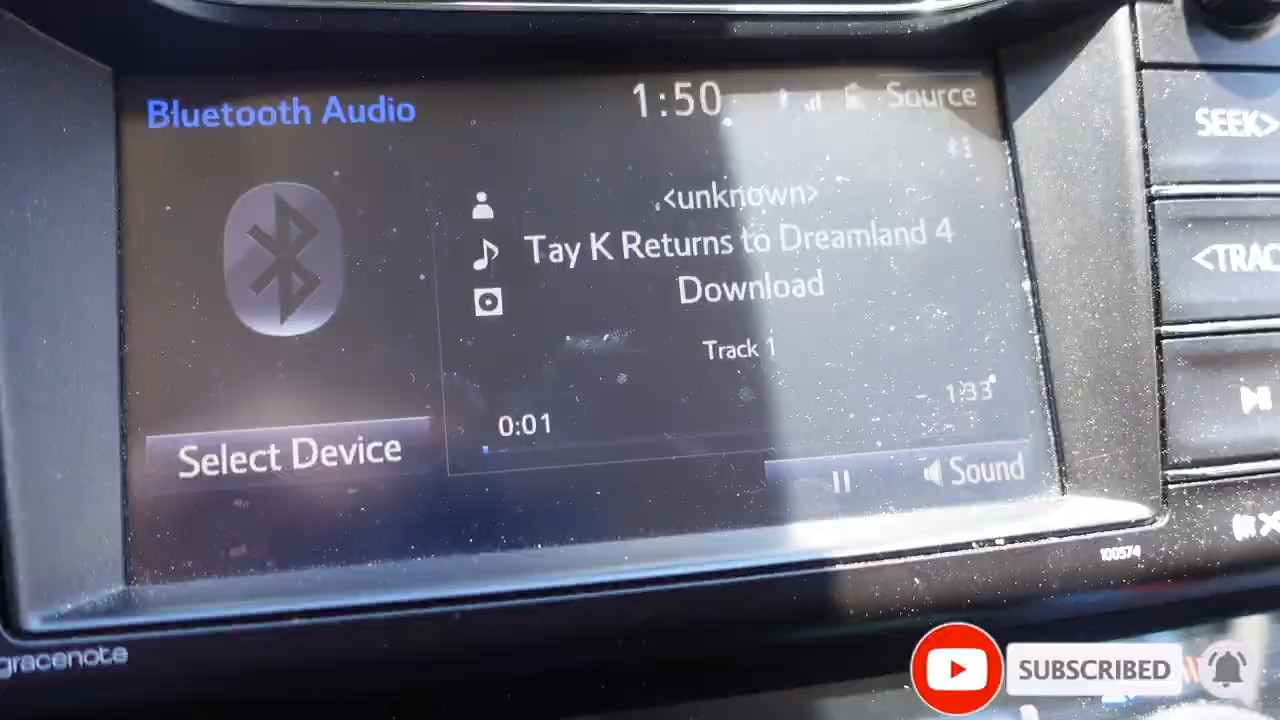 Bluetooth Audio
1:50
Source
SEEK>
<unknown>
Tay K Returns to Dreamland 4
Download
<TRAC
Track 1
0:01
- 1:33
Select Device
Sound
100574
gracenote
SUBSCRIBED